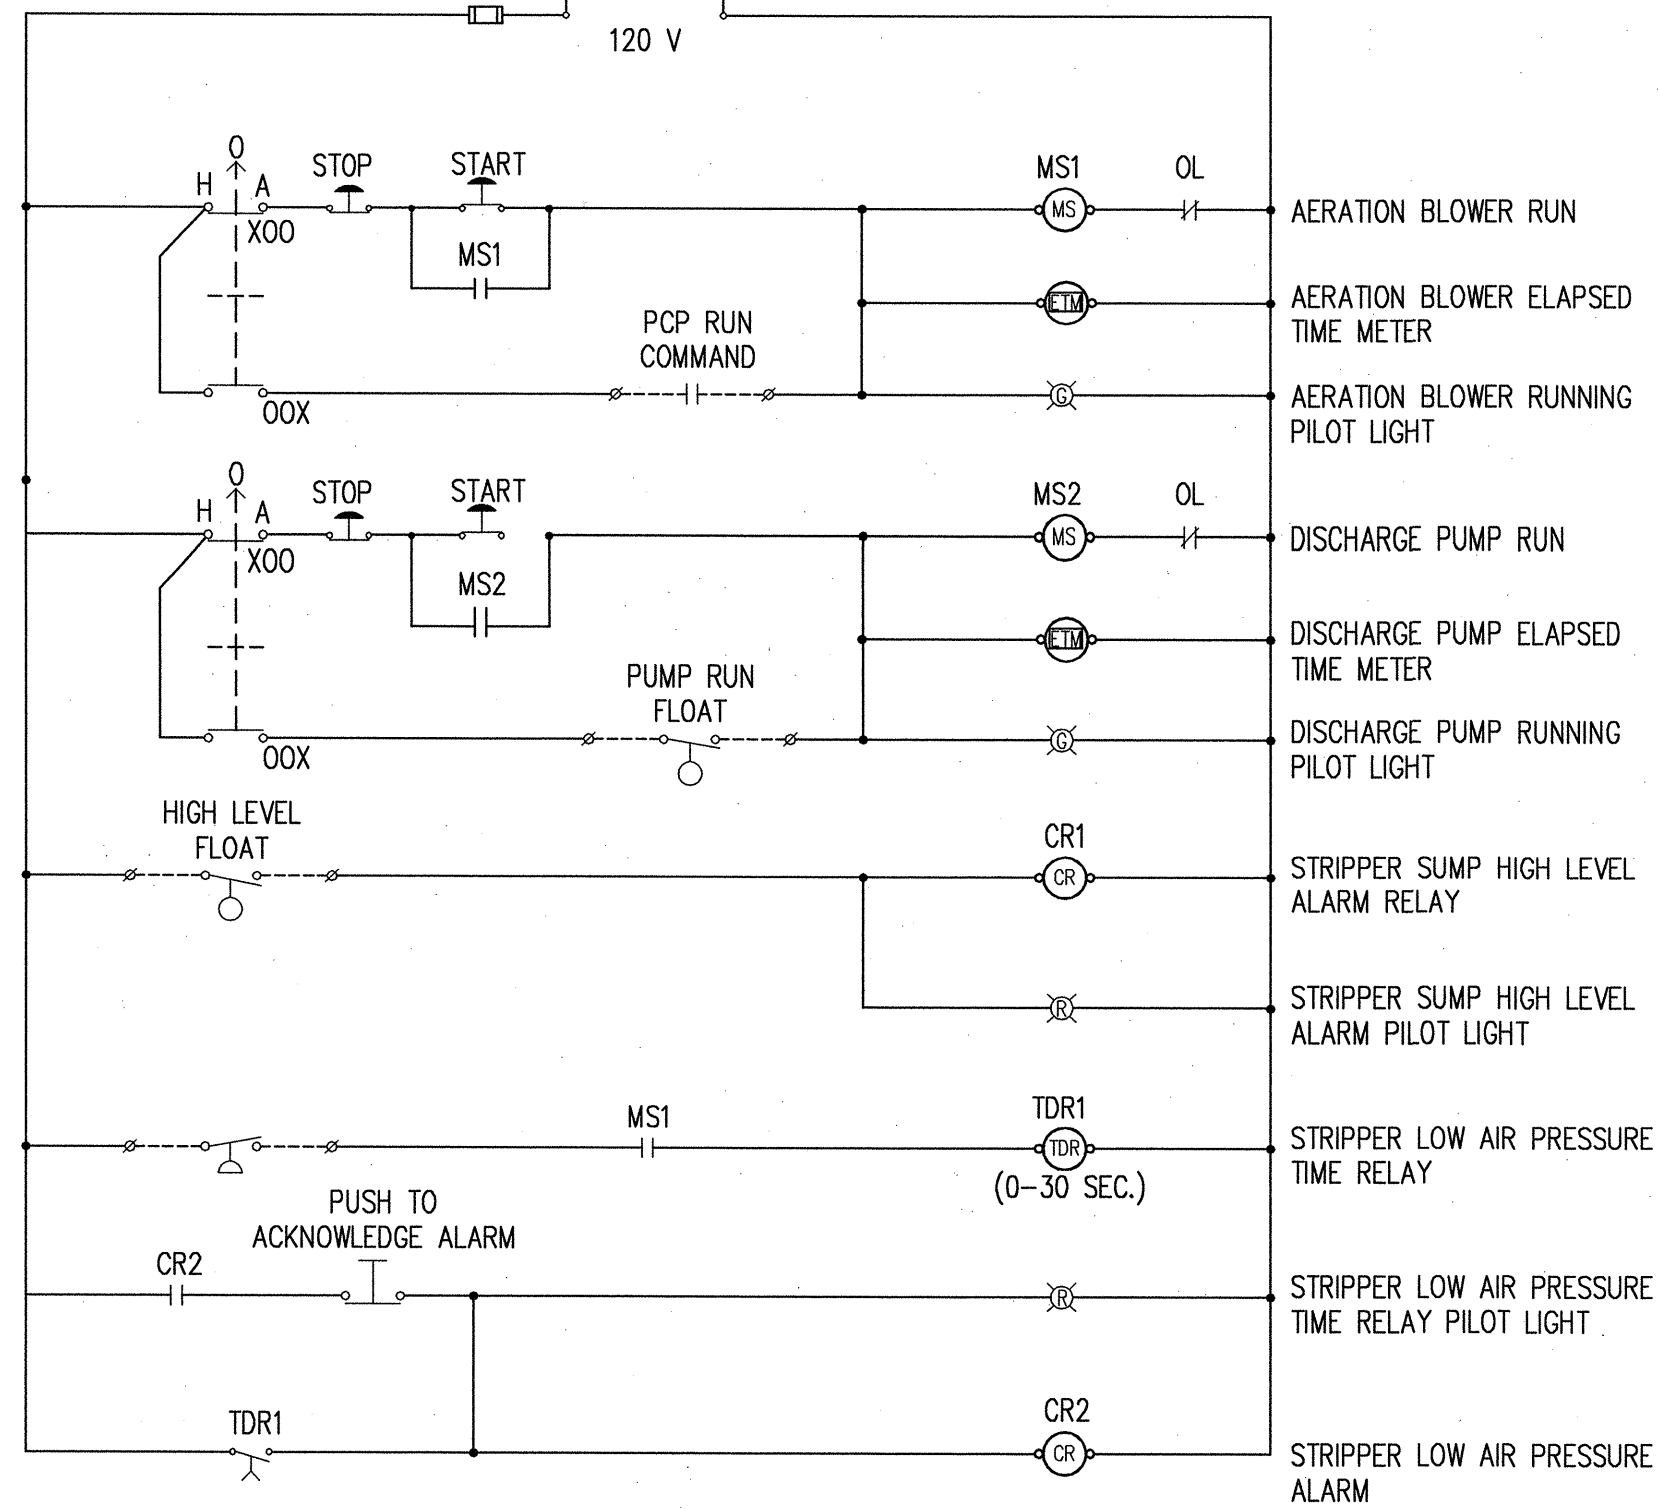 120 V
O
H A STOP START MS1 OL
MS
XOO
AERATION BLOWER RUN
MS1
ETM
AERATION BLOWER ELAPSED
TIME METER
PCP RUN
COMMAND
G
OOX
AERATION BLOWER RUNNING
PILOT LIGHT
O
H A STOP START MS2 OL
MS
XOO
DISCHARGE PUMP RUN
MS2
ETM
DISCHARGE PUMP ELAPSED
TIME METER
PUMP RUN
FLOAT
G
OOX
DISCHARGE PUMP RUNNING
PILOT LIGHT
HIGH LEVEL
FLOAT
CR1
CR
STRIPPER SUMP HIGH LEVEL
ALARM RELAY
R
STRIPPER SUMP HIGH LEVEL
ALARM PILOT LIGHT
MS1
TDR1
TDR
(0-30 SEC.)
STRIPPER LOW AIR PRESSURE
TIME RELAY
PUSH TO
ACKNOWLEDGE ALARM
CR2
R
STRIPPER LOW AIR PRESSURE
TIME RELAY PILOT LIGHT
TDR1
CR2
CR
STRIPPER LOW AIR PRESSURE
ALARM